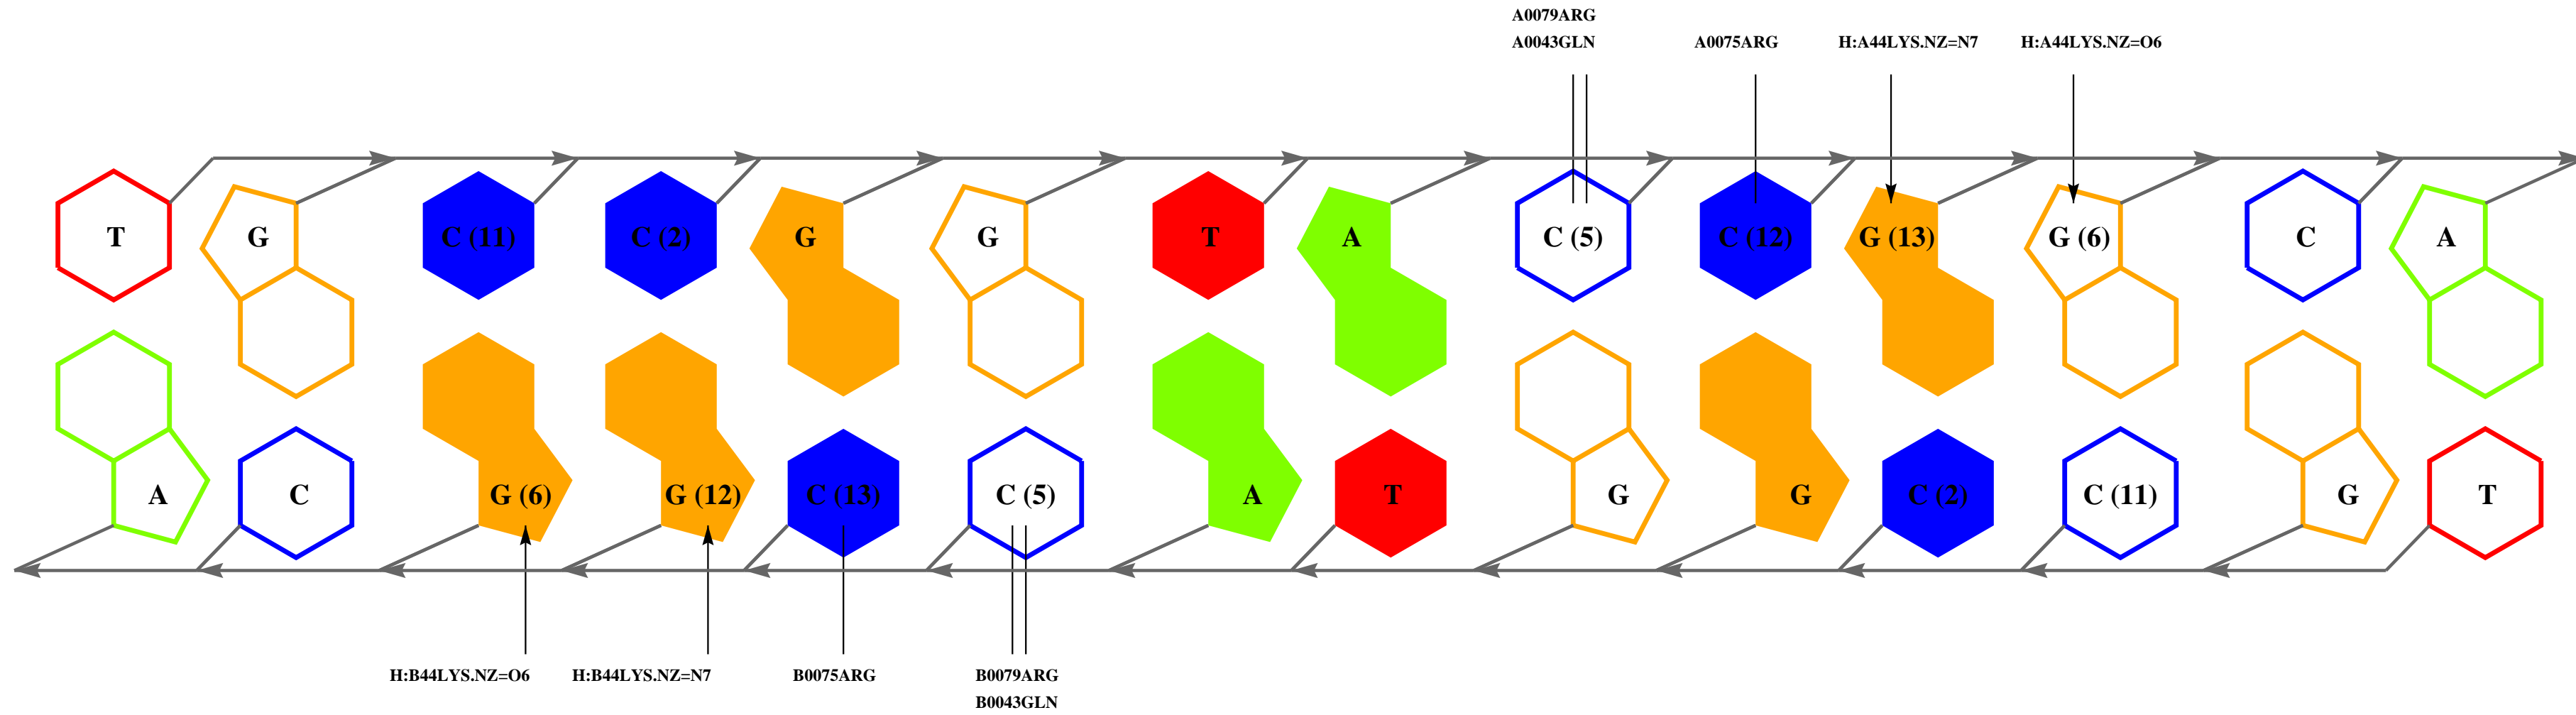 A0079ARG
A0043GLN A0075ARG H:A44LYS.NZ=N7 H:A44LYS.NZ=O6
T G C (11) C (2) G G T A C (5) C (12) G (13) G (6) C A
A C G (6) G (12) C (13) C (5) A T G G C (2) C (11) G T
H:B44LYS.NZ=O6 H:B44LYS.NZ=N7 B0075ARG B0079ARG
B0043GLN